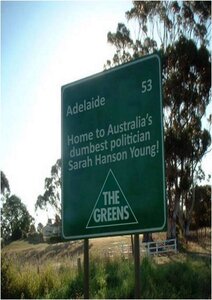 53
Adelaide
Home to Australia's
dumbest politician
Sarah Hanson Young!
THE
GREENS